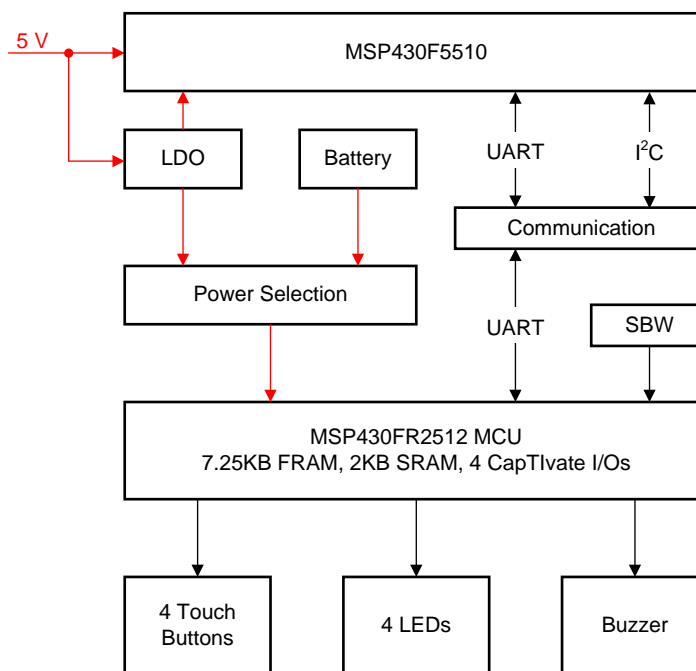 5 V
MSP430F5510
LDO
Battery
UART
I²C
Communication
Power Selection
UART
SBW
MSP430FR2512 MCU
7.25KB FRAM, 2KB SRAM, 4 CapTIvate I/Os
4 Touch
Buttons
4 LEDs
Buzzer